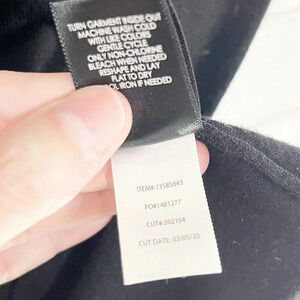 TURN GARMENT INSIDE OUT
MACHINE WASH COLD
WITH LIKE COLORS
GENTLE CYCLE
ONLY NON-CHLORINE
BLEACH WHEN NEEDED
RESHAPE AND LAY
FLAT TO DRY
IRON IF NEEDED
ITEM#:13585843
PO#:1481277
CUT#:202154
CUT DATE: 03/05/20